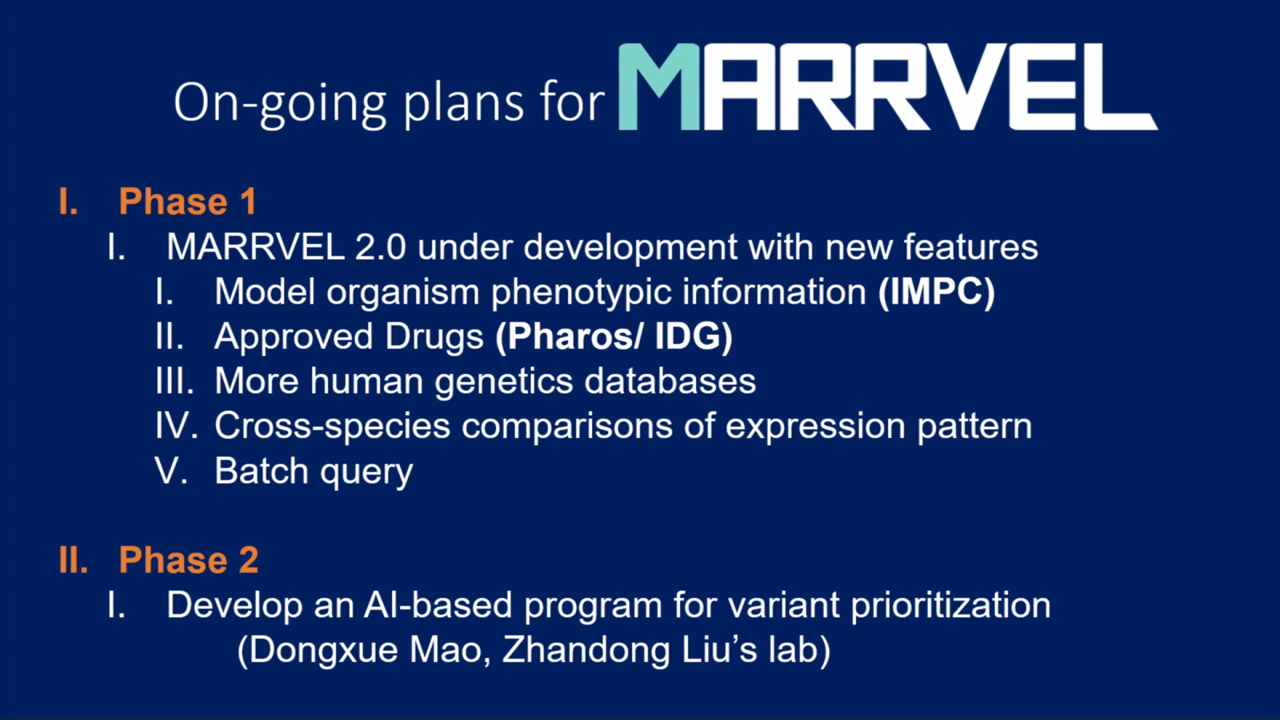 On-going plans for MARRVEL
I. Phase 1
I. MARRVEL 2.0 under development with new features
I. Model organism phenotypic information (IMPC)
II. Approved Drugs (Pharos/ IDG)
III. More human genetics databases
IV. Cross-species comparisons of expression pattern
V. Batch query
II. Phase 2
I. Develop an AI-based program for variant prioritization
(Dongxue Mao, Zhandong Liu’s lab)